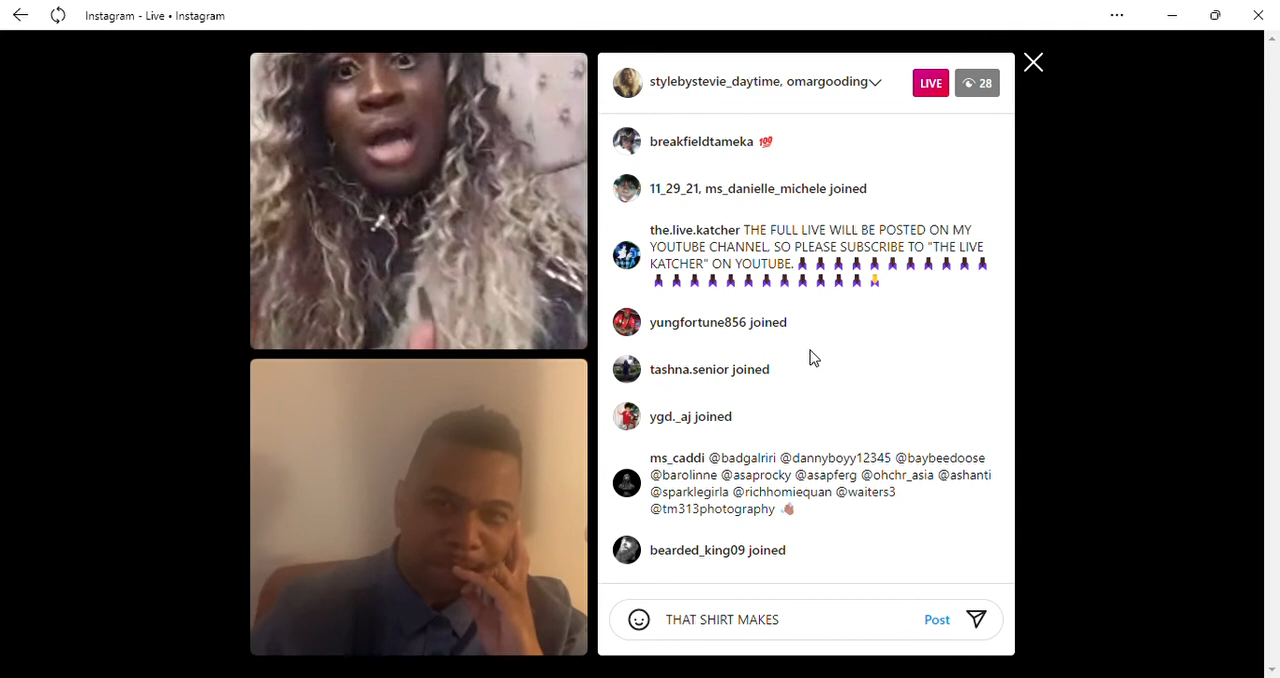 Instagram - Live • Instagram
stylebystevie_daytime, omargooding
LIVE
28
breakfieldtameka 💯
11_29_21, ms_danielle_michele joined
the.live.katcher THE FULL LIVE WILL BE POSTED ON MY
YOUTUBE CHANNEL. SO PLEASE SUBSCRIBE TO "THE LIVE
KATCHER" ON YOUTUBE.
yungfortune856 joined
tashna.senior joined
ygd._aj joined
ms_caddi @badgalriri @dannyboyy12345 @baybeedoose
@barolinne @asaprocky @asapferg @ohchr_asia @ashanti
@sparklegirla @richhomiequan @waiters3
@tm313photography
bearded_king09 joined
THAT SHIRT MAKES
Post